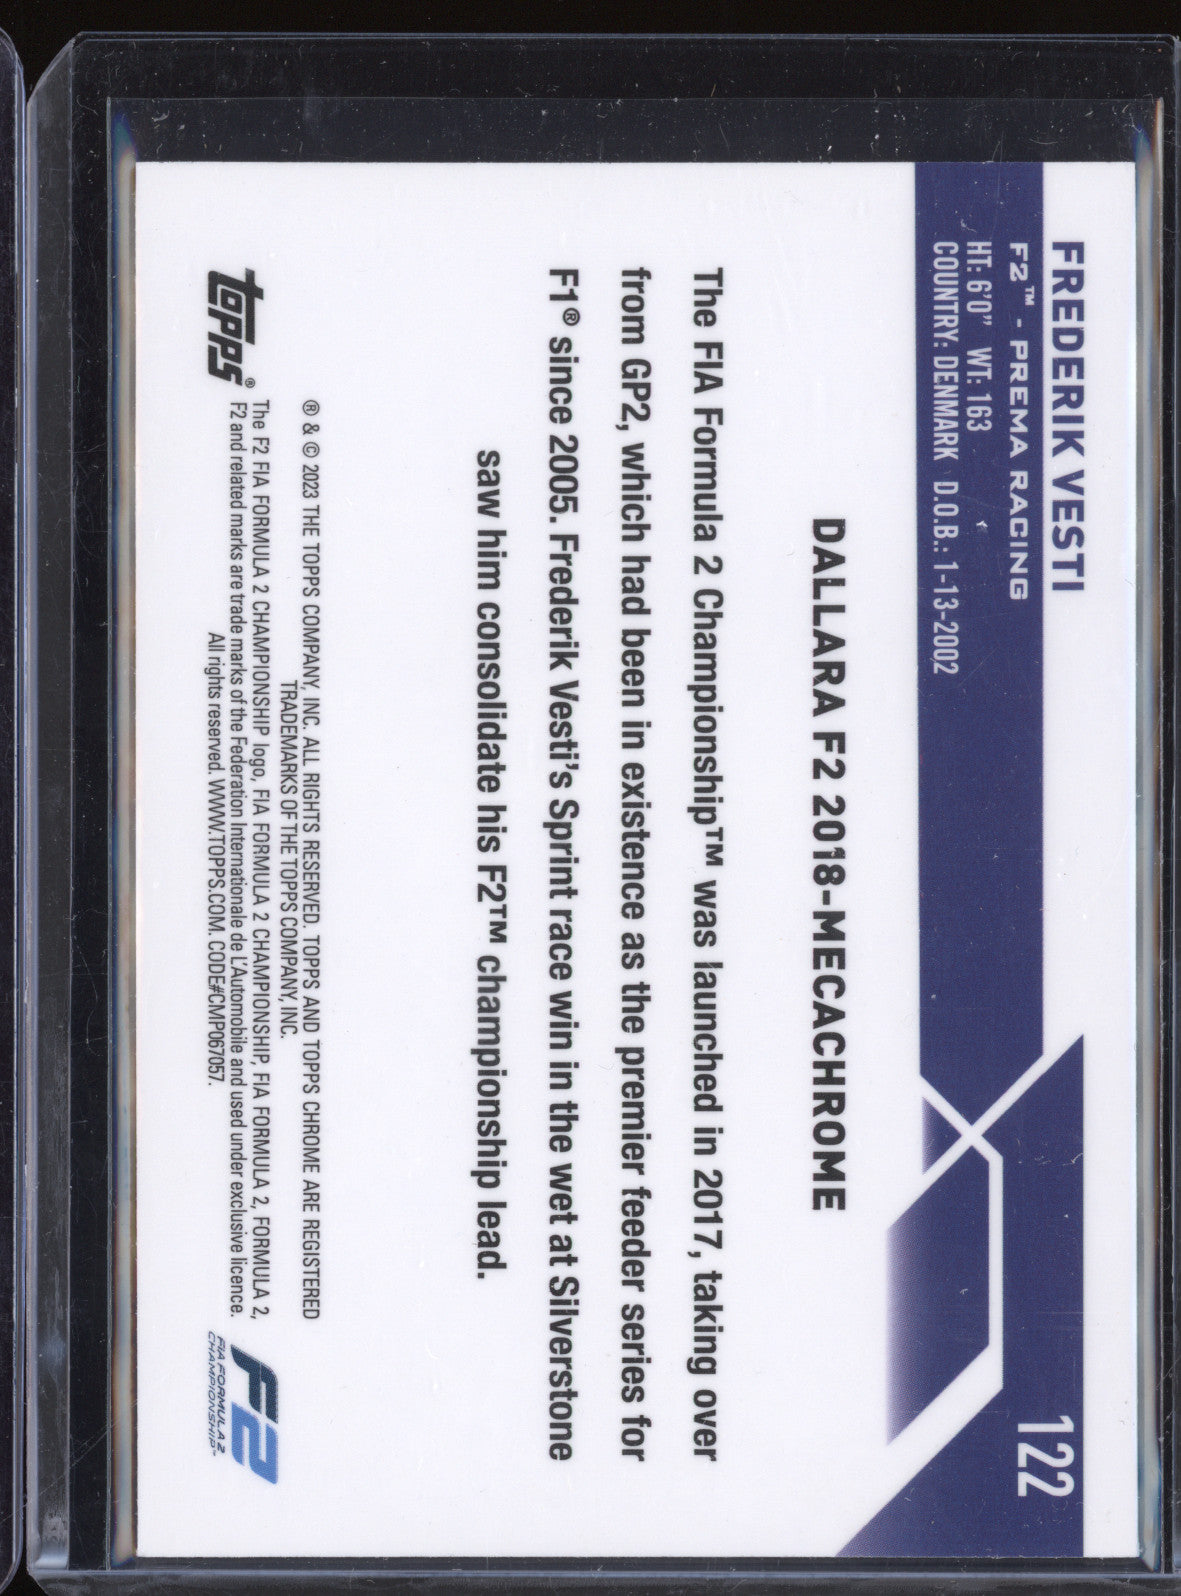 FREDERIK VESTI
F2™ - PREMA RACING
HT: 6'0” WT: 163
COUNTRY: DENMARK D.O.B.: 1-13-2002
122
DALLARA F2 2018-MECACHROME
The FIA Formula 2 Championship™ was launched in 2017, taking over
from GP2, which had been in existence as the premier feeder series for
F1® since 2005. Frederik Vesti's Sprint race win in the wet at Silverstone
saw him consolidate his F2™ championship lead.
® & © 2023 THE TOPPS COMPANY, INC. ALL RIGHTS RESERVED. TOPPS AND TOPPS CHROME ARE REGISTERED
TRADEMARKS OF THE TOPPS COMPANY, INC.
The F2 FIA FORMULA 2 CHAMPIONSHIP logo, FIA FORMULA 2 CHAMPIONSHIP, FIA FORMULA 2, FORMULA 2,
F2 and related marks are trade marks of the Federation Internationale de L'Automobile and used under exclusive licence.
All rights reserved. WWW.TOPPS.COM. CODE#CMP067057.
topps®
F2
FIA FORMULA 2
CHAMPIONSHIP™